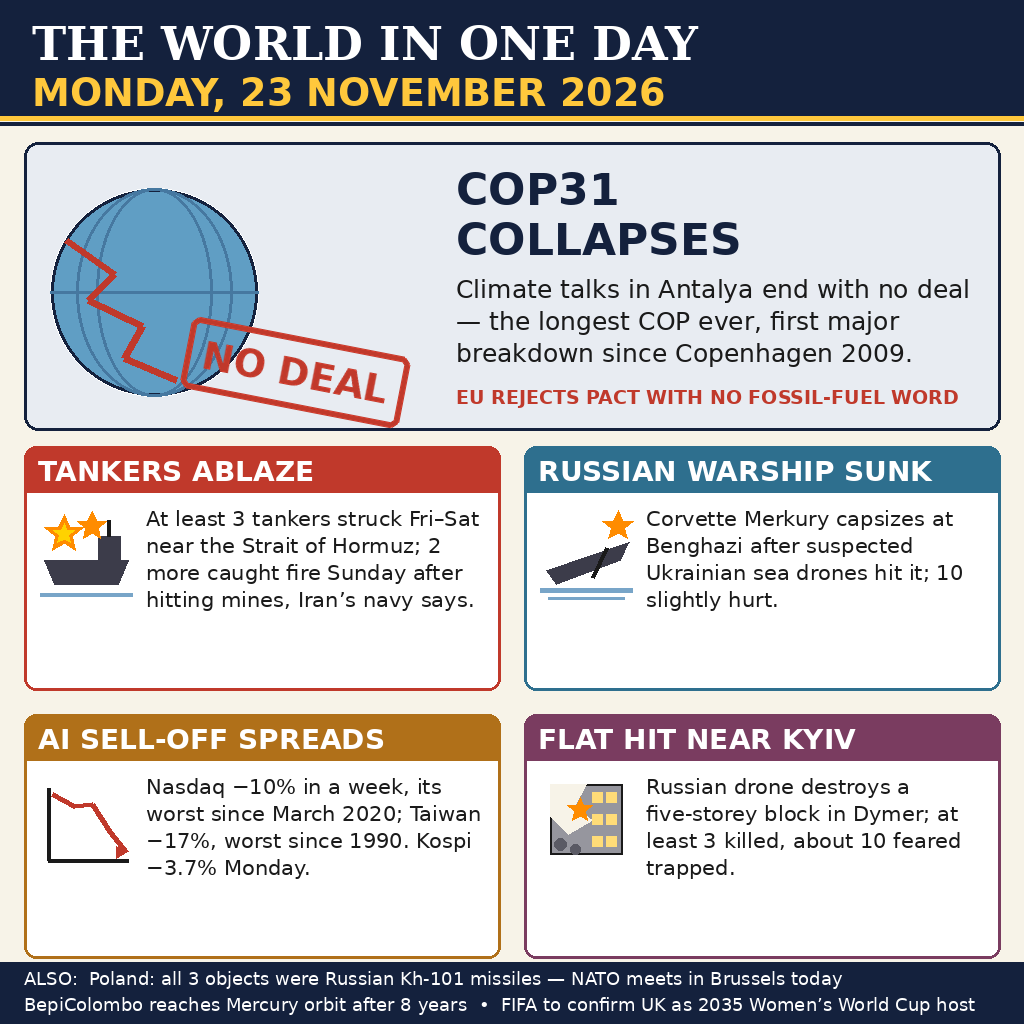 THE WORLD IN ONE DAY
MONDAY, 23 NOVEMBER 2026
COP31
COLLAPSES
Climate talks in Antalya end with no deal
— the longest COP ever, first major
breakdown since Copenhagen 2009.
EU REJECTS PACT WITH NO FOSSIL-FUEL WORD
NO DEAL
TANKERS ABLAZE
At least 3 tankers struck Fri–Sat
near the Strait of Hormuz; 2
more caught fire Sunday after
hitting mines, Iran’s navy says.
RUSSIAN WARSHIP SUNK
Corvette Merkury capsizes at
Benghazi after suspected
Ukrainian sea drones hit it; 10
slightly hurt.
AI SELL-OFF SPREADS
Nasdaq −10% in a week, its
worst since March 2020; Taiwan
−17%, worst since 1990. Kospi
−3.7% Monday.
FLAT HIT NEAR KYIV
Russian drone destroys a
five-storey block in Dymer; at
least 3 killed, about 10 feared
trapped.
ALSO:  Poland: all 3 objects were Russian Kh-101 missiles — NATO meets in Brussels today
BepiColombo reaches Mercury orbit after 8 years  •  FIFA to confirm UK as 2035 Women’s World Cup host